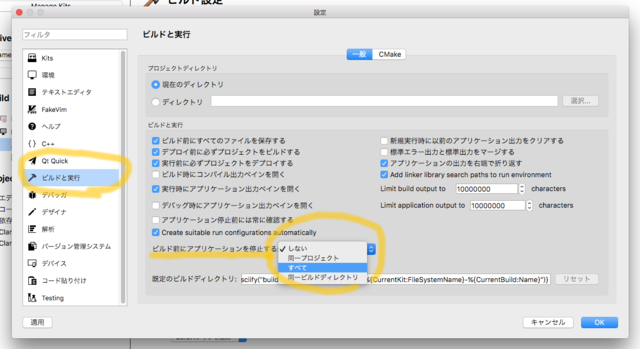 Manage Kits
ビルド設定
設定
フィルタ
Kits
環境
テキストエディタ
FakeVim
ヘルプ
C++
Qt Quick
ビルドと実行
デバッガ
デザイナ
解析
バージョン管理システム
デバイス
コード貼り付け
Testing
ビルドと実行
一般
CMake
プロジェクトディレクトリ
現在のディレクトリ
ディレクトリ
選択...
ビルドと実行
ビルド前にすべてのファイルを保存する
デプロイ前に必ずプロジェクトをビルドする
実行前に必ずプロジェクトをデプロイする
ビルド時にコンパイル出力ペインを開く
実行時にアプリケーション出力ペインを開く
デバッグ時にアプリケーション出力ペインを開く
アプリケーション停止前には常に確認する
Create suitable run configurations automatically
新規実行時に以前のアプリケーション出力をクリアする
標準エラー出力と標準出力をマージする
アプリケーションの出力を右端で折り返す
Add linker library search paths to run environment
Limit build output to 10000000 characters
Limit application output to 10000000 characters
ビルド前にアプリケーションを停止する
しない
同一プロジェクト
すべて
同一ビルドディレクトリ
既定のビルドディレクトリ: sciify("build %{CurrentKit:FileSystemName}-%{CurrentBuild:Name}")}
リセット
適用
キャンセル
OK